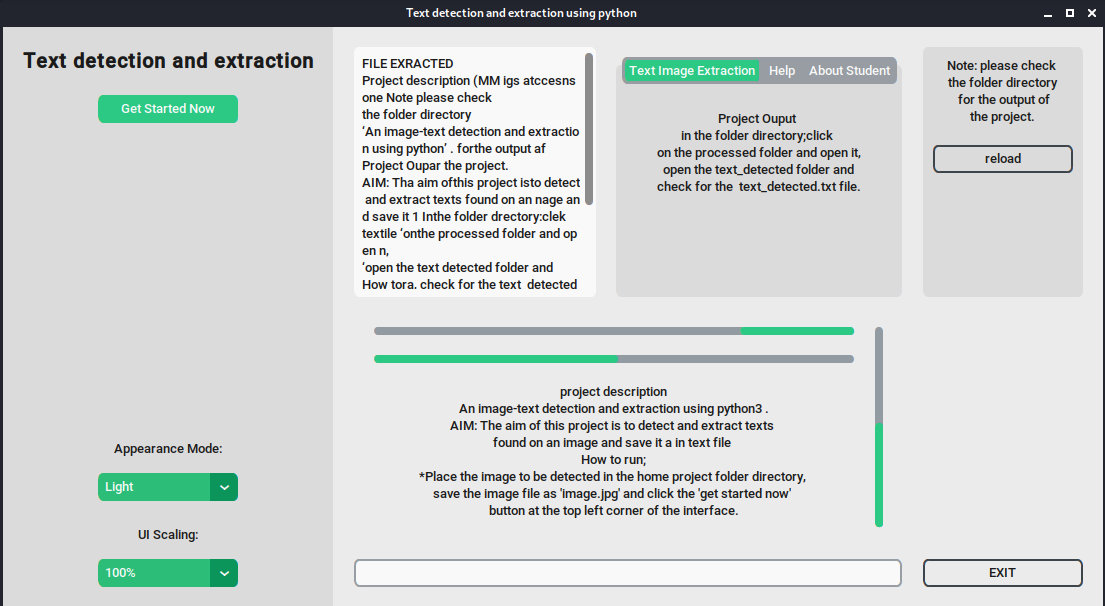 Text detection and extraction using python
Text detection and extraction
Get Started Now
Appearance Mode:
Light
UI Scaling:
100%
FILE EXRACTED
Project description (MM igs atccesns
one Note please check
the folder directory
‘An image-text detection and extractio
n using python’ . forthe output af
Project Oupar the project.
AIM: Tha aim ofthis project isto detect
and extract texts found on an nage an
d save it 1 Inthe folder drectory:clek
textile ‘onthe processed folder and op
en n,
‘open the text detected folder and
How tora. check for the text detected
Text Image Extraction
Help
About Student
Project Ouput
in the folder directory;click
on the processed folder and open it,
open the text_detected folder and
check for the text_detected.txt file.
Note: please check
the folder directory
for the output of
the project.
reload
project description
An image-text detection and extraction using python3 .
AIM: The aim of this project is to detect and extract texts
found on an image and save it a in text file
How to run;
*Place the image to be detected in the home project folder directory,
save the image file as 'image.jpg' and click the 'get started now'
button at the top left corner of the interface.
EXIT